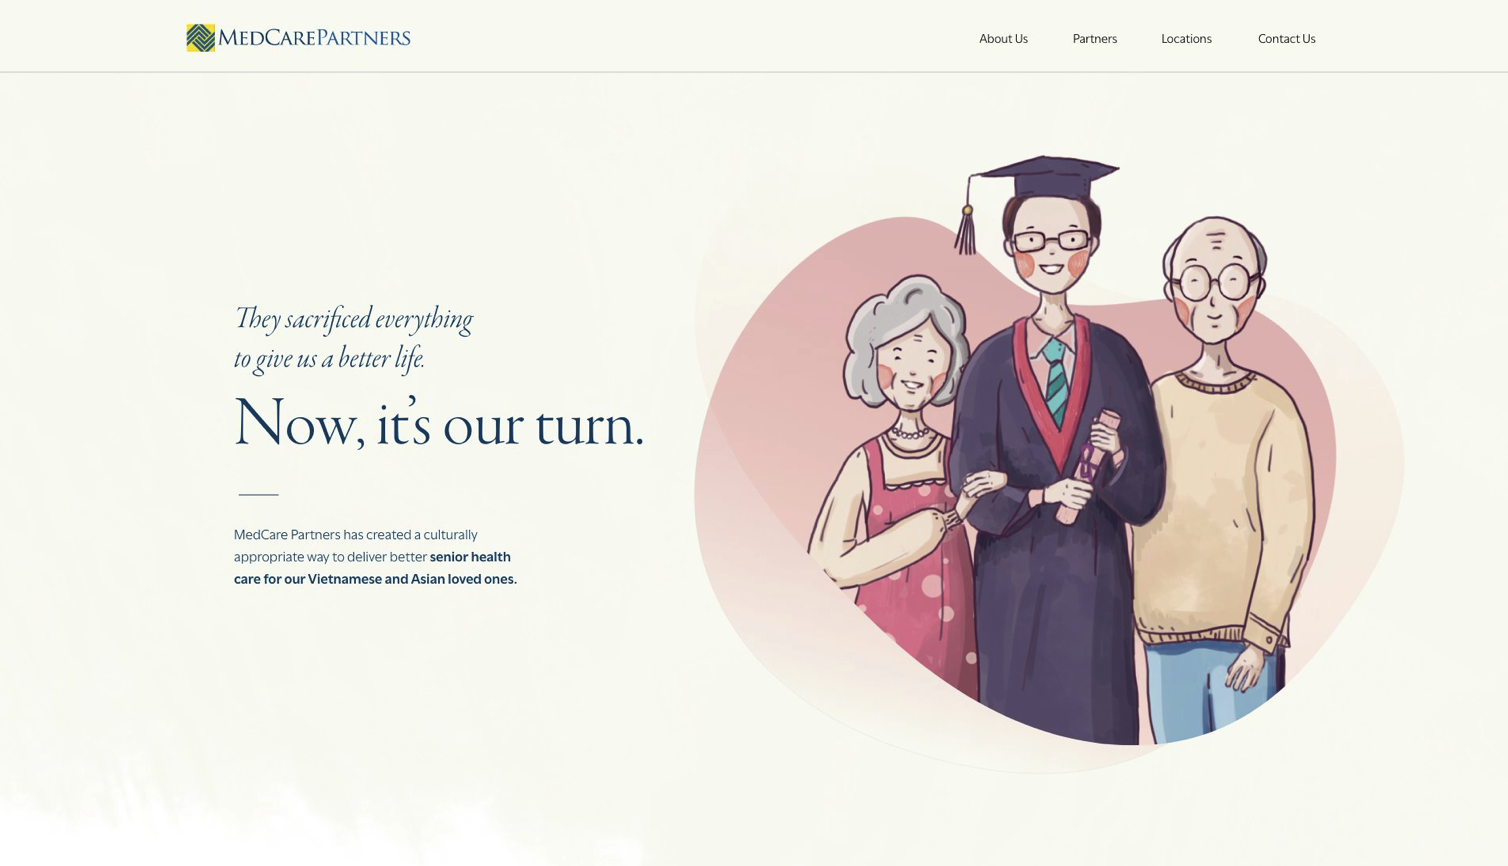 MEDCAREPARTNERS
About Us
Partners
Locations
Contact Us
They sacrificed everything
to give us a better life.
Now, it’s our turn.
MedCare Partners has created a culturally
appropriate way to deliver better senior health
care for our Vietnamese and Asian loved ones.